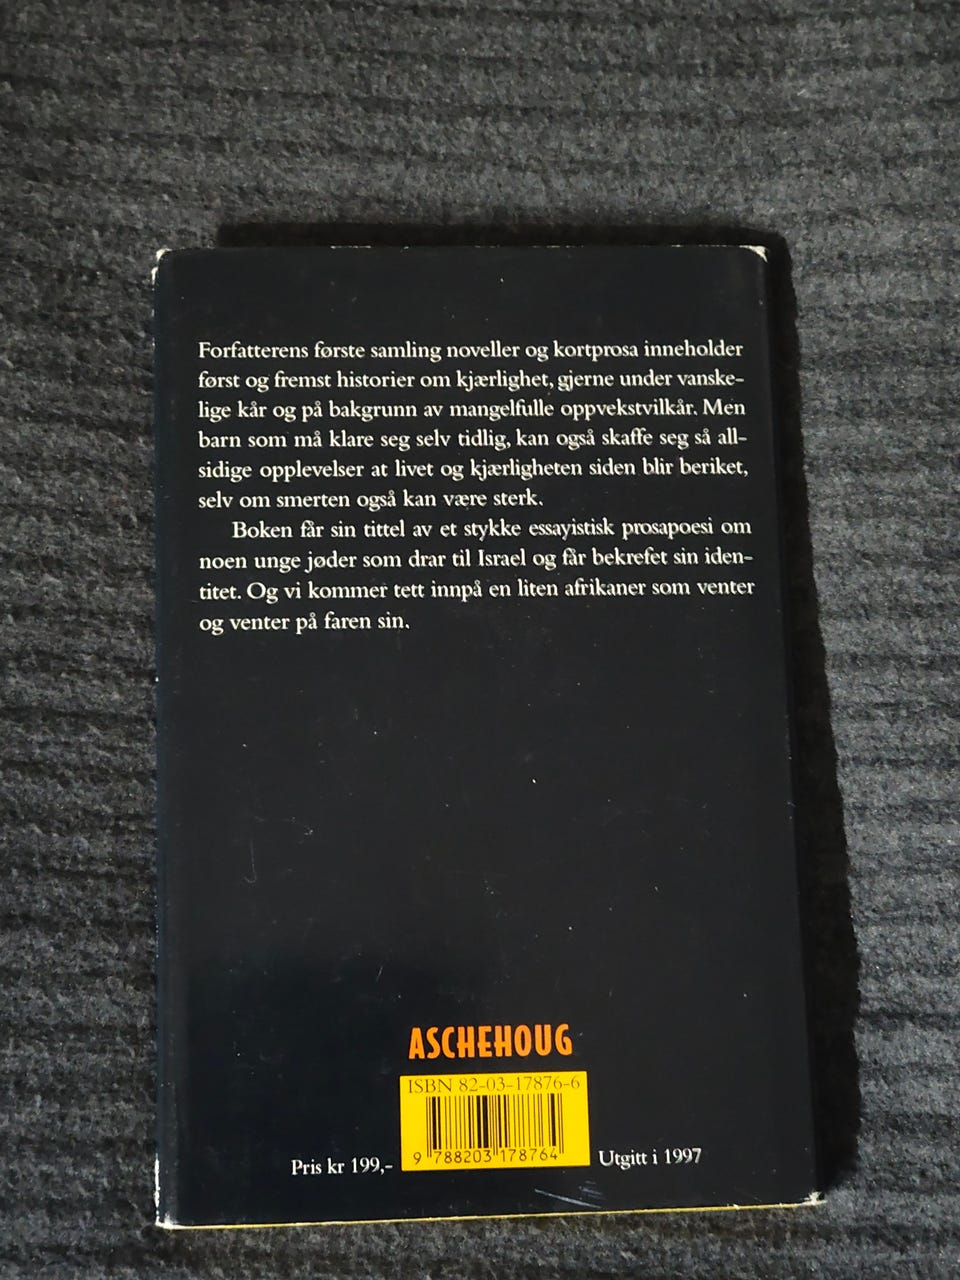 Forfatterens første samling noveller og kortprosa inneholder
først og fremst historier om kjærlighet, gjerne under vanske-
lige kår og på bakgrunn av mangelfulle oppvekstvilkår. Men
barn som må klare seg selv tidlig, kan også skaffe seg så all-
sidige opplevelser at livet og kjærligheten siden blir beriket,
selv om smerten også kan være sterk.
Boken får sin tittel av et stykke essayistisk prosapoesi om
noen unge jøder som drar til Israel og får bekrefet sin iden-
titet. Og vi kommer tett innpå en liten afrikaner som venter
og venter på faren sin.
ASCHEHOUG
ISBN 82-03-17876-6
9 788203 178764
Pris kr 199,- Utgitt i 1997